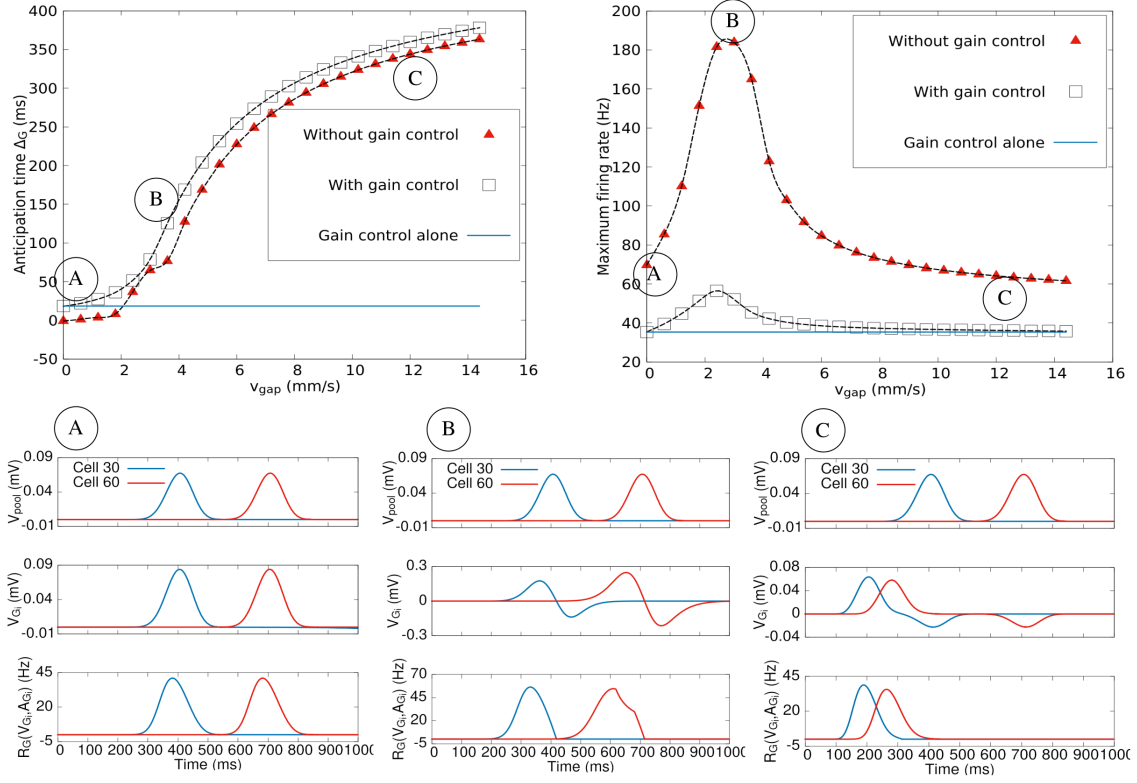 400
350
300
250
200
150
100
50
0
-50
0 2 4 6 8 10 12 14 16
Anticipation time ΔG (ms)
vgap (mm/s)
A
B
C
Without gain control
With gain control
Gain control alone
200
180
160
140
120
100
80
60
40
20
0 2 4 6 8 10 12 14 16
Maximum firing rate (Hz)
vgap (mm/s)
A
B
C
Without gain control
With gain control
Gain control alone
A
Vpool (mV)
0.09
0.04
-0.01
Cell 30
Cell 60
VGi (mV)
0.09
0.04
-0.01
RG(VGi,AGi) (Hz)
45
20
-5
0 100 200 300 400 500 600 700 800 9001000
Time (ms)
B
Vpool (mV)
0.09
0.04
-0.01
Cell 30
Cell 60
VGi (mV)
0.3
0
-0.3
RG(VGi,AGi) (Hz)
70
45
20
-5
0 100 200 300 400 500 600 700 800 9001000
Time (ms)
C
Vpool (mV)
0.09
0.04
-0.01
Cell 30
Cell 60
VGi (mV)
0.08
0.04
0
-0.04
RG(VGi,AGi) (Hz)
45
20
-5
0 100 200 300 400 500 600 700 800 9001000
Time (ms)